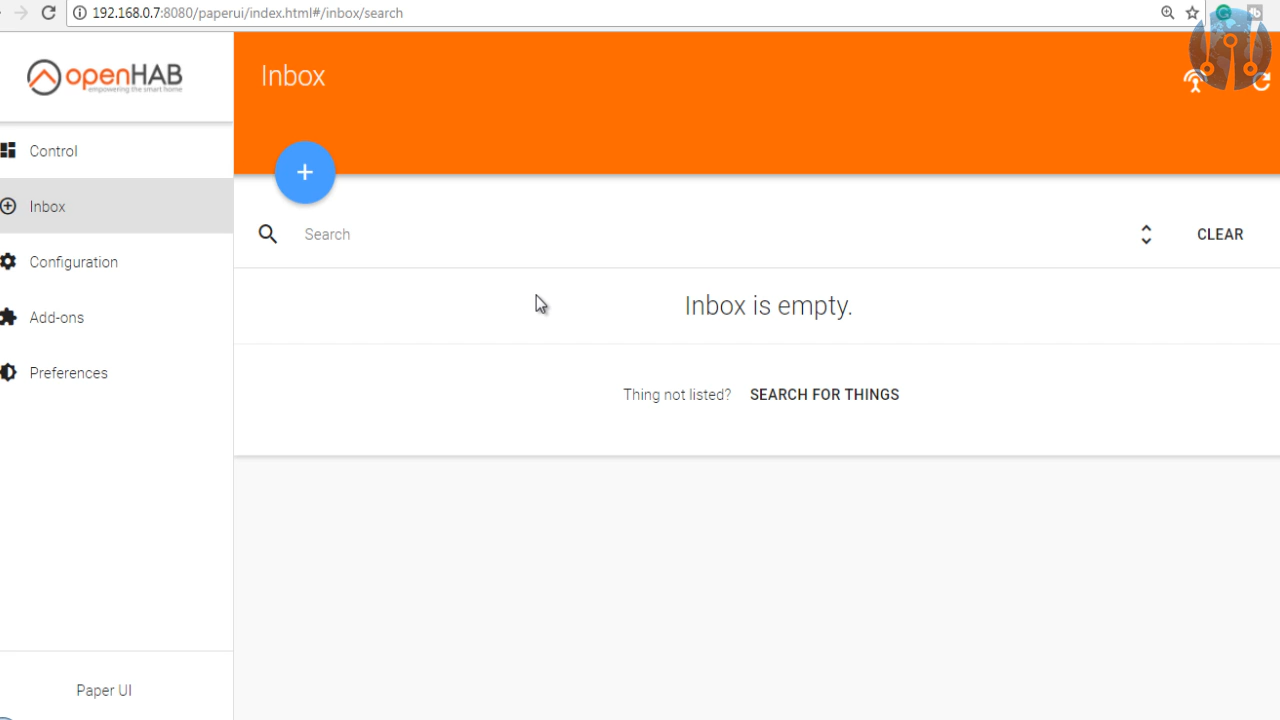 192.168.0.7:8080/paperui/index.html#/inbox/search
openHAB
empowering the smart home
Inbox
Control
Inbox
Configuration
Add-ons
Preferences
Search
CLEAR
Inbox is empty.
Thing not listed? SEARCH FOR THINGS
Paper UI